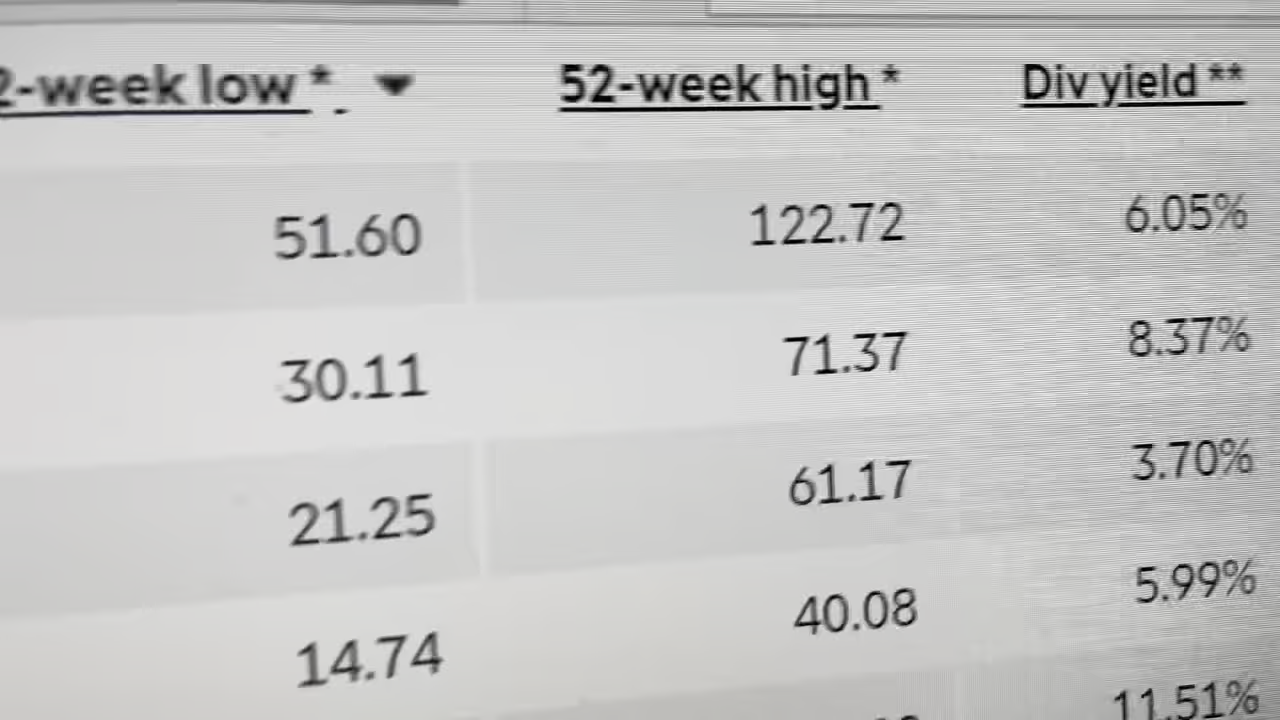 2-week low * 52-week high * Div yield **
51.60 122.72 6.05%
30.11 71.37 8.37%
21.25 61.17 3.70%
14.74 40.08 5.99%
11.51%